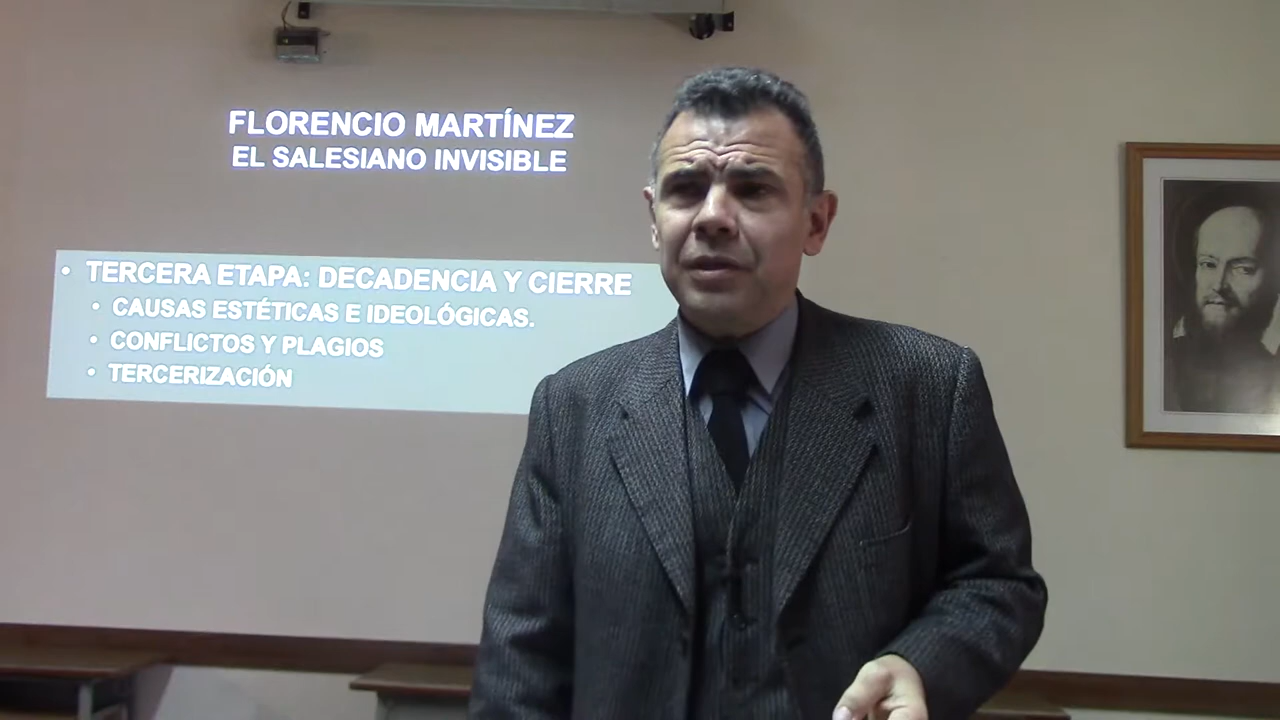 FLORENCIO MARTÍNEZ
EL SALESIANO INVISIBLE
• TERCERA ETAPA: DECADENCIA Y CIERRE
• CAUSAS ESTÉTICAS E IDEOLÓGICAS.
• CONFLICTOS Y PLAGIOS
• TERCERIZACIÓN